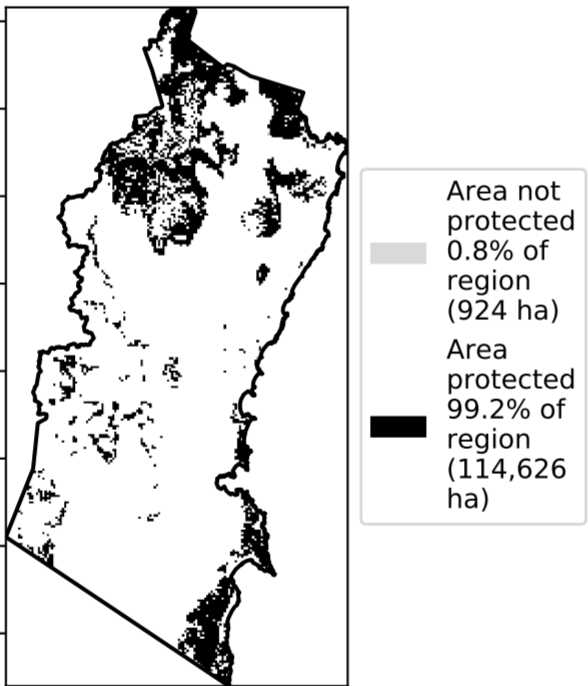 Area not
protected
0.8% of
region
(924 ha)
Area
protected
99.2% of
region
(114,626
ha)